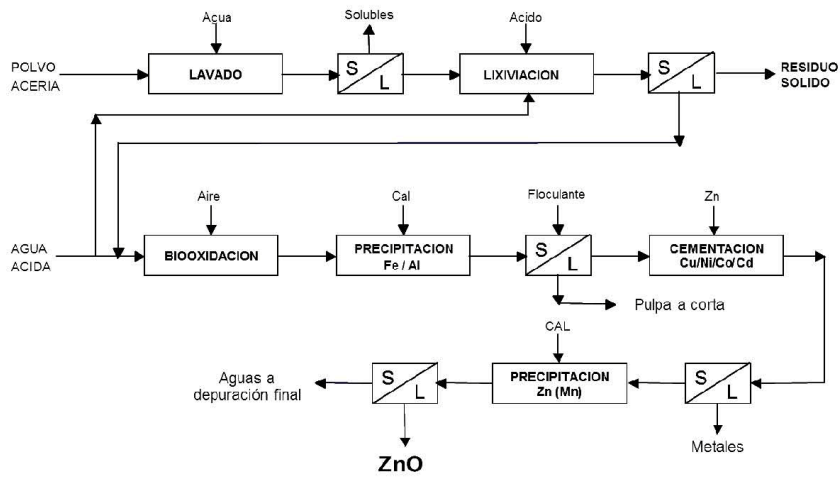 Agua
Solubles
Acido
POLVO
ACERIA
LAVADO
S
L
LIXIVIACION
S
L
RESIDUO
SOLIDO
Aire
Cal
Floculante
Zn
AGUA
ACIDA
BIOOXIDACION
PRECIPITACION
Fe / Al
S
L
CEMENTACION
Cu/Ni/Co/Cd
Pulpa a corta
CAL
Aguas a
depuración final
S
L
PRECIPITACION
Zn (Mn)
S
L
Metales
ZnO